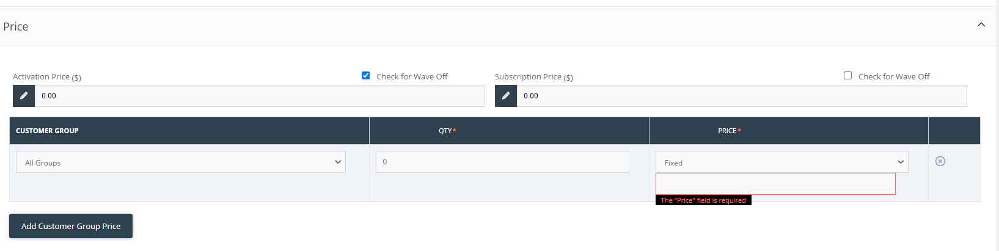 Price
Activation Price ($)
Check for Wave Off
Subscription Price ($)
Check for Wave Off
0.00
0.00
CUSTOMER GROUP
QTY*
PRICE*
All Groups
0
Fixed
The "Price" field is required
Add Customer Group Price